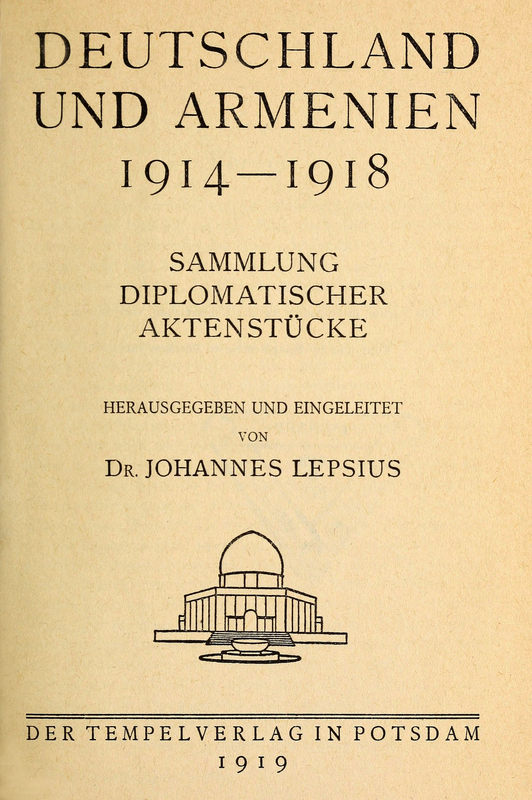 DEUTSCHLAND
UND ARMENIEN
1914—1918
SAMMLUNG
DIPLOMATISCHER
AKTENSTÜCKE
HERAUSGEGEBEN UND EINGELEITET
VON
DR. JOHANNES LEPSIUS
DER TEMPELVERLAG IN POTSDAM
1919